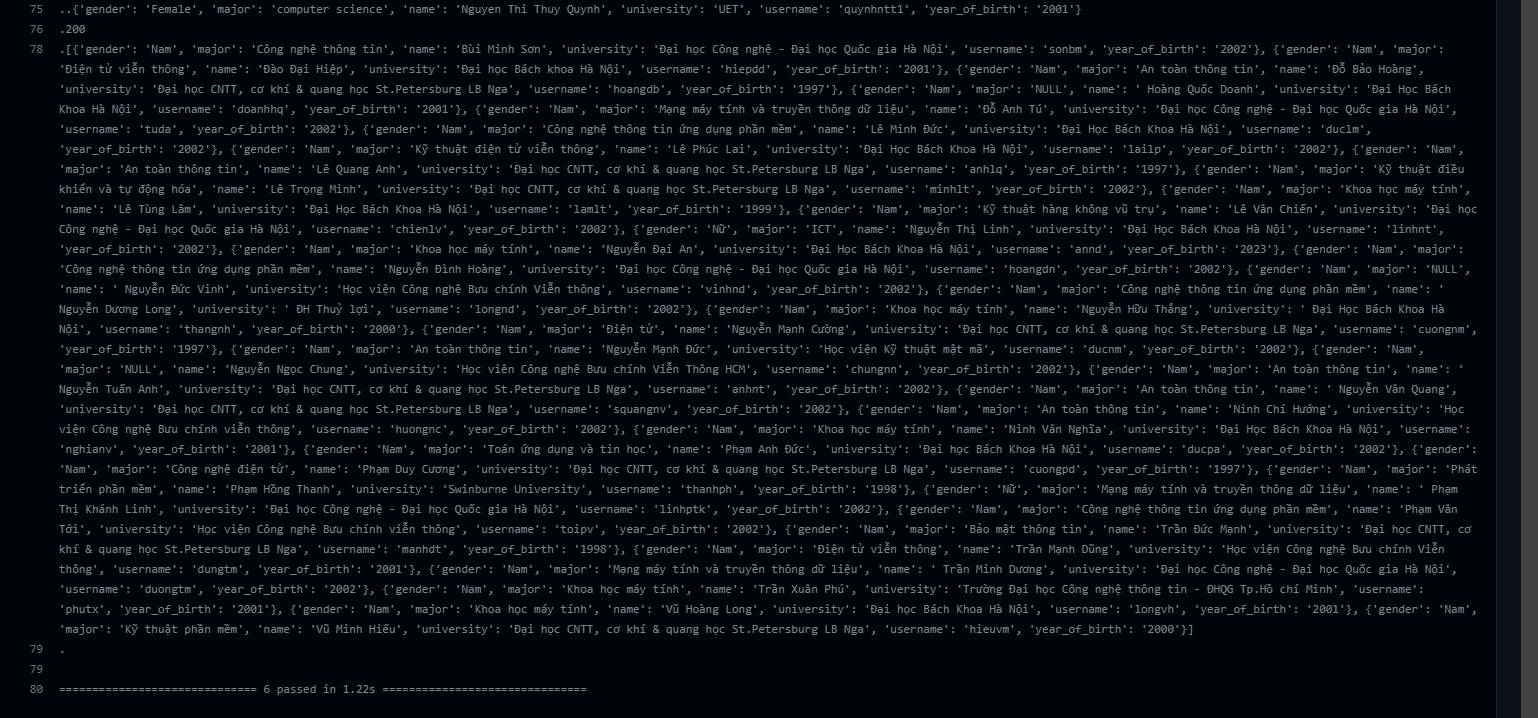 75 ..{'gender': 'Female', 'major': 'computer science', 'name': 'Nguyen Thi Thuy Quynh', 'university': 'UET', 'username': 'quynhntt1', 'year_of_birth': '2001'}
76 .200
78 .[{'gender': 'Nam', 'major': 'Công nghệ thông tin', 'name': 'Bùi Minh Sơn', 'university': 'Đại học Công nghệ - Đại học Quốc gia Hà Nội', 'username': 'sonbm', 'year_of_birth': '2002'}, {'gender': 'Nam', 'major':
'Điện tử viễn thông', 'name': 'Đào Đại Hiệp', 'university': 'Đại học Bách khoa Hà Nội', 'username': 'hiepdd', 'year_of_birth': '2001'}, {'gender': 'Nam', 'major': 'An toàn thông tin', 'name': 'Đỗ Bảo Hoàng',
'university': 'Đại học CNTT, cơ khí & quang học St.Petersburg LB Nga', 'username': 'hoangdb', 'year_of_birth': '1997'}, {'gender': 'Nam', 'major': 'NULL', 'name': ' Hoàng Quốc Doanh', 'university': 'Đại Học Bách
Khoa Hà Nội', 'username': 'doanhhq', 'year_of_birth': '2001'}, {'gender': 'Nam', 'major': 'Mạng máy tính và truyền thông dữ liệu', 'name': 'Đỗ Anh Tú', 'university': 'Đại học Công nghệ - Đại học Quốc gia Hà Nội',
'username': 'tuda', 'year_of_birth': '2002'}, {'gender': 'Nam', 'major': 'Công nghệ thông tin ứng dụng phần mềm', 'name': 'Lê Minh Đức', 'university': 'Đại Học Bách Khoa Hà Nội', 'username': 'duclm',
'year_of_birth': '2002'}, {'gender': 'Nam', 'major': 'Kỹ thuật điện tử viễn thông', 'name': 'Lê Phúc Lai', 'university': 'Đại Học Bách Khoa Hà Nội', 'username': 'lailp', 'year_of_birth': '2002'}, {'gender': 'Nam',
'major': 'An toàn thông tin', 'name': 'Lê Quang Anh', 'university': 'Đại học CNTT, cơ khí & quang học St.Petersburg LB Nga', 'username': 'anhlq', 'year_of_birth': '1997'}, {'gender': 'Nam', 'major': 'Kỹ thuật điều
khiển và tự động hóa', 'name': 'Lê Trọng Minh', 'university': 'Đại học CNTT, cơ khí & quang học St.Petersburg LB Nga', 'username': 'minhlt', 'year_of_birth': '2002'}, {'gender': 'Nam', 'major': 'Khoa học máy tính',
'name': 'Lê Tùng Lâm', 'university': 'Đại Học Bách Khoa Hà Nội', 'username': 'lamlt', 'year_of_birth': '1999'}, {'gender': 'Nam', 'major': 'Kỹ thuật hàng không vũ trụ', 'name': 'Lê Văn Chiến', 'university': 'Đại học
Công nghệ - Đại học Quốc gia Hà Nội', 'username': 'chienlv', 'year_of_birth': '2002'}, {'gender': 'Nữ', 'major': 'ICT', 'name': 'Nguyễn Thị Linh', 'university': 'Đại học Bách Khoa Hà Nội', 'username': 'linhnt',
'year_of_birth': '2002'}, {'gender': 'Nam', 'major': 'Khoa học máy tính', 'name': 'Nguyễn Đại An', 'university': 'Đại Học Bách Khoa Hà Nội', 'username': 'annd', 'year_of_birth': '2023'}, {'gender': 'Nam', 'major':
'Công nghệ thông tin ứng dụng phần mềm', 'name': 'Nguyễn Đình Hoàng', 'university': 'Đại học Công nghệ - Đại học Quốc gia Hà Nội', 'username': 'hoangdn', 'year_of_birth': '2002'}, {'gender': 'Nam', 'major': 'NULL',
'name': ' Nguyễn Đức Vinh', 'university': 'Học viện Công nghệ Bưu chính Viễn thông', 'username': 'vinhnd', 'year_of_birth': '2002'}, {'gender': 'Nam', 'major': 'Công nghệ thông tin ứng dụng phần mềm', 'name': '
Nguyễn Dương Long', 'university': ' ĐH Thuỷ lợi', 'username': 'longnd', 'year_of_birth': '2002'}, {'gender': 'Nam', 'major': 'Khoa học máy tính', 'name': 'Nguyễn Hữu Thắng', 'university': ' Đại Học Bách Khoa Hà
Nội', 'username': 'thangnh', 'year_of_birth': '2000'}, {'gender': 'Nam', 'major': 'Điện tử', 'name': 'Nguyễn Mạnh Cường', 'university': 'Đại học CNTT, cơ khí & quang học St.Petersburg LB Nga', 'username': 'cuongnm',
'year_of_birth': '1997'}, {'gender': 'Nam', 'major': 'An toàn thông tin', 'name': 'Nguyễn Mạnh Đức', 'university': 'Học viện Kỹ thuật mật mã', 'username': 'ducnm', 'year_of_birth': '2002'}, {'gender': 'Nam',
'major': 'NULL', 'name': 'Nguyễn Ngọc Chung', 'university': 'Học viên Công nghệ Bưu chính Viễn Thông HCM', 'username': 'chungnn', 'year_of_birth': '2002'}, {'gender': 'Nam', 'major': 'An toàn thông tin', 'name': '
Nguyễn Tuấn Anh', 'university': 'Đại học CNTT, cơ khí & quang học St.Petersburg LB Nga', 'username': 'anhnt', 'year_of_birth': '2002'}, {'gender': 'Nam', 'major': 'An toàn thông tin', 'name': ' Nguyễn Văn Quang',
'university': 'Đại học CNTT, cơ khí & quang học St.Petersburg LB Nga', 'username': 'squangnv', 'year_of_birth': '2002'}, {'gender': 'Nam', 'major': 'An toàn thông tin', 'name': 'Ninh Chí Hướng', 'university': 'Học
viện Công nghệ Bưu chính viễn thông', 'username': 'huongnc', 'year_of_birth': '2002'}, {'gender': 'Nam', 'major': 'Khoa học máy tính', 'name': 'Ninh Văn Nghĩa', 'university': 'Đại Học Bách Khoa Hà Nội', 'username':
'nghianv', 'year_of_birth': '2001'}, {'gender': 'Nam', 'major': 'Toán ứng dụng và tin học', 'name': 'Phạm Anh Đức', 'university': 'Đại học Bách Khoa Hà Nội', 'username': 'ducpa', 'year_of_birth': '2002'}, {'gender':
'Nam', 'major': 'Công nghệ điện tử', 'name': 'Phạm Duy Cương', 'university': 'Đại học CNTT, cơ khí & quang học St.Petersburg LB Nga', 'username': 'cuongpd', 'year_of_birth': '1997'}, {'gender': 'Nam', 'major': 'Phát
triển phần mềm', 'name': 'Phạm Hồng Thanh', 'university': 'Swinburne University', 'username': 'thanhph', 'year_of_birth': '1998'}, {'gender': 'Nữ', 'major': 'Mạng máy tính và truyền thông dữ liệu', 'name': ' Phạm
Thị Khánh Linh', 'university': 'Đại học Công nghệ - Đại học Quốc gia Hà Nội', 'username': 'linhptk', 'year_of_birth': '2002'}, {'gender': 'Nam', 'major': 'Công nghệ thông tin ứng dụng phần mềm', 'name': 'Phạm Văn
Tới', 'university': 'Học viện Công nghệ Bưu chính viễn thông', 'username': 'toipv', 'year_of_birth': '2002'}, {'gender': 'Nam', 'major': 'Bảo mật thông tin', 'name': 'Trần Đức Mạnh', 'university': 'Đại học CNTT, cơ
khí & quang học St.Petersburg LB Nga', 'username': 'manhdt', 'year_of_birth': '1998'}, {'gender': 'Nam', 'major': 'Điện tử viễn thông', 'name': 'Trần Mạnh Dũng', 'university': 'Học viện Công nghệ Bưu chính Viễn
thông', 'username': 'dungtm', 'year_of_birth': '2001'}, {'gender': 'Nam', 'major': 'Mạng máy tính và truyền thông dữ liệu', 'name': ' Trần Minh Dương', 'university': 'Đại học Công nghệ - Đại học Quốc gia Hà Nội',
'username': 'duongtm', 'year_of_birth': '2002'}, {'gender': 'Nam', 'major': 'Khoa học máy tính', 'name': 'Trần Xuân Phú', 'university': 'Trường Đại học Công nghệ thông tin - ĐHQG Tp.Hồ chí Minh', 'username':
'phutx', 'year_of_birth': '2001'}, {'gender': 'Nam', 'major': 'Khoa học máy tính', 'name': 'Vũ Hoàng Long', 'university': 'Đại học Bách Khoa Hà Nội', 'username': 'longvh', 'year_of_birth': '2001'}, {'gender': 'Nam',
'major': 'Kỹ thuật phần mềm', 'name': 'Vũ Minh Hiếu', 'university': 'Đại học CNTT, cơ khí & quang học St.Petersburg LB Nga', 'username': 'hieuvm', 'year_of_birth': '2000'}]
79 .
79
80 ============================== 6 passed in 1.22s ===============================